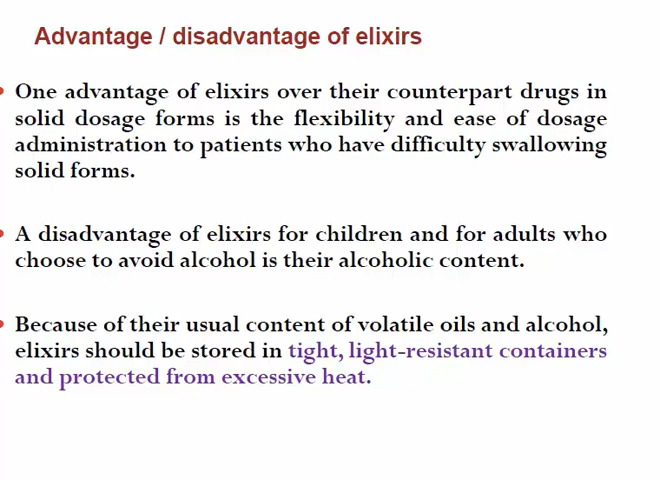 Advantage / disadvantage of elixirs
One advantage of elixirs over their counterpart drugs in
solid dosage forms is the flexibility and ease of dosage
administration to patients who have difficulty swallowing
solid forms.
A disadvantage of elixirs for children and for adults who
choose to avoid alcohol is their alcoholic content.
Because of their usual content of volatile oils and alcohol,
elixirs should be stored in tight, light-resistant containers
and protected from excessive heat.